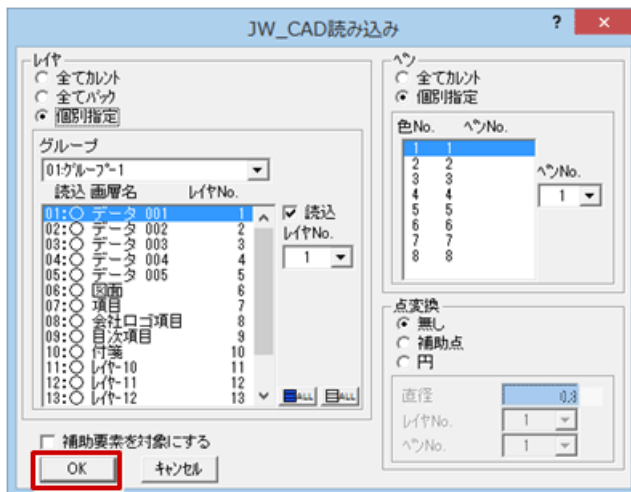 JW_CAD読み込み
?
×
レイヤ
全てカレント
全てバック
個別指定
グループ
01:グループ-1
読込 画層名 レイヤNo.
01:○ データ 001 1
02:○ データ 002 2
03:○ データ 003 3
04:○ データ 004 4
05:○ データ 005 5
06:○ 図面 6
07:○ 項目 7
08:○ 会社ロゴ項目 8
09:○ 目次項目 9
10:○ 付箋 10
11:○ レイヤ-10 11
12:○ レイヤ-11 12
13:○ レイヤ-12 13
読込
レイヤNo.
1
ALL
ALL
補助要素を対象にする
OK
キャンセル
ペン
全てカレント
個別指定
色No. ペンNo.
1 1
2 2
3 3
4 4
5 5
6 6
7 7
8 8
ペンNo.
1
点変換
無し
補助点
円
直径 0.3
レイヤNo. 1
ペンNo. 1